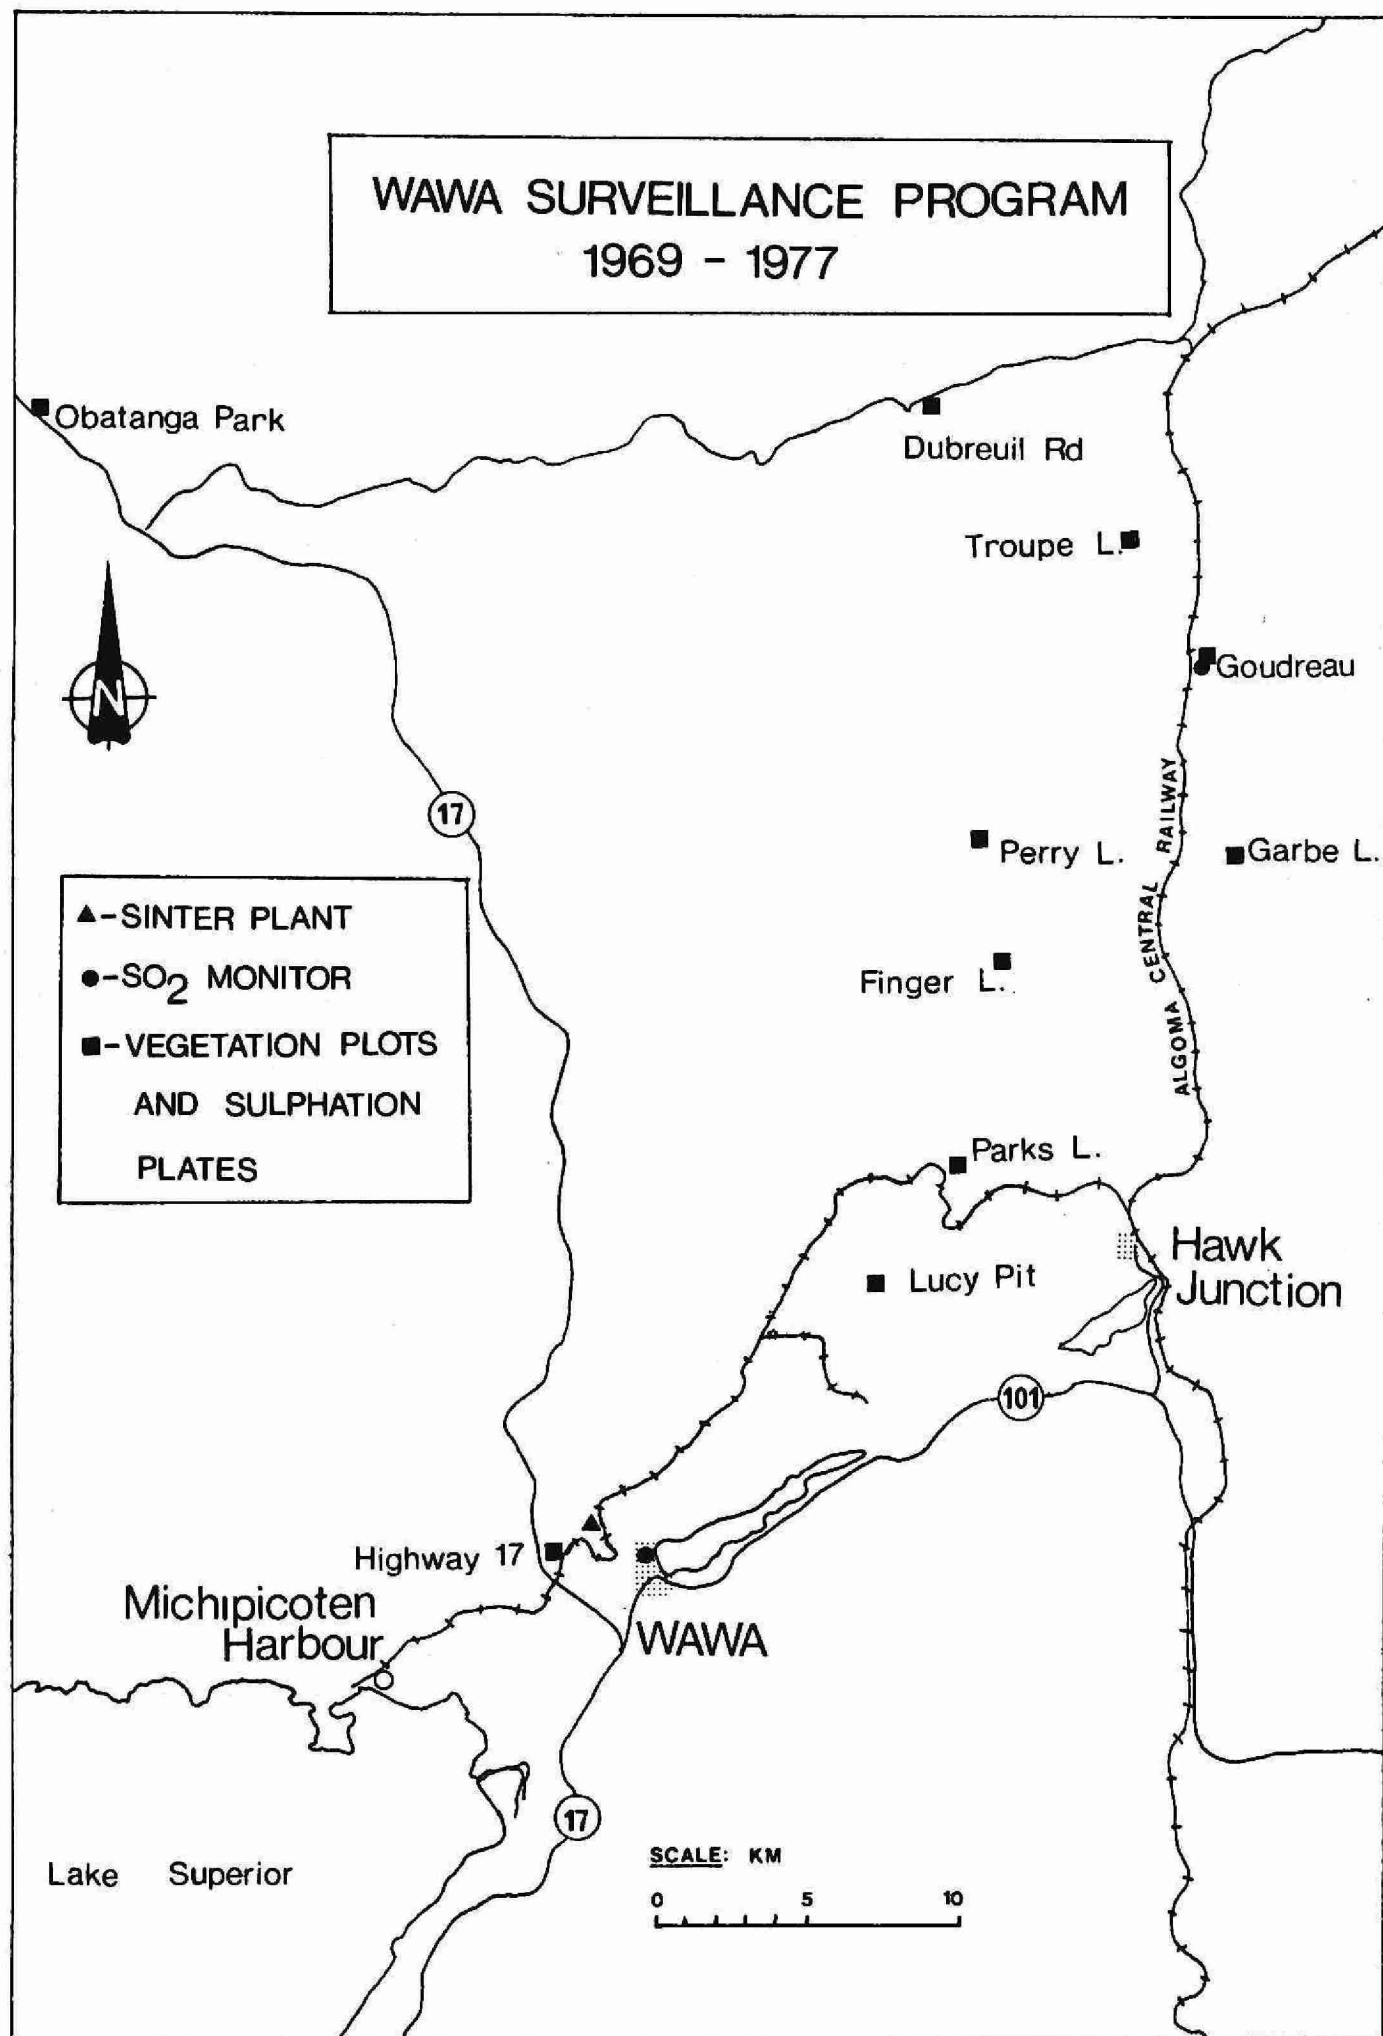 WAWA SURVEILLANCE PROGRAM
1969 - 1977
Obatanga Park
Dubreuil Rd
Troupe L.
Goudreau
N
17
ALGOMA CENTRAL RAILWAY
Perry L.
Garbe L.
▲-SINTER PLANT
●-SO2 MONITOR
■-VEGETATION PLOTS
AND SULPHATION
PLATES
Finger L.
Parks L.
Hawk
Junction
Lucy Pit
101
Highway 17
Michipicoten
Harbour
WAWA
17
Lake Superior
SCALE: KM
0 5 10